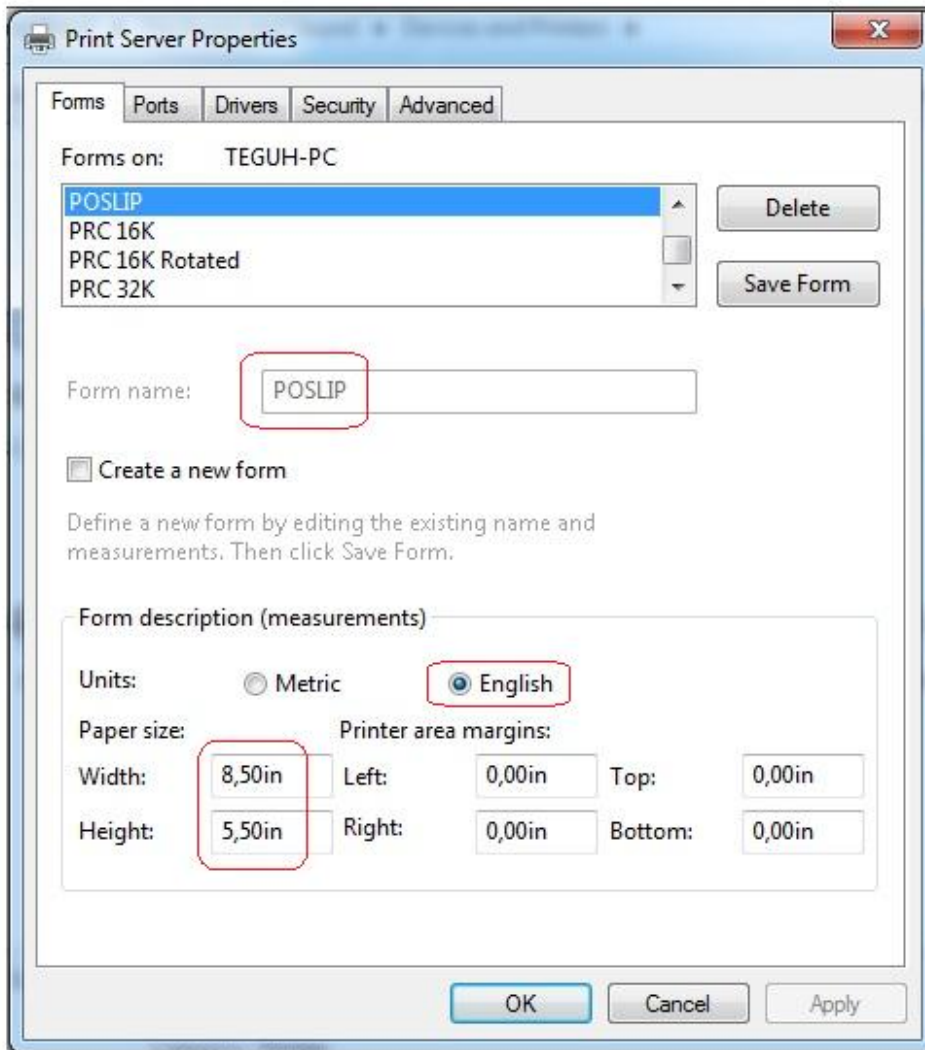 Print Server Properties
Forms Ports Drivers Security Advanced
Forms on: TEGUH-PC
POSLIP
PRC 16K
PRC 16K Rotated
PRC 32K
Delete
Save Form
Form name: POSLIP
Create a new form
Define a new form by editing the existing name and
measurements. Then click Save Form.
Form description (measurements)
Units: Metric English
Paper size: Printer area margins:
Width: 8,50in Left: 0,00in Top: 0,00in
Height: 5,50in Right: 0,00in Bottom: 0,00in
OK Cancel Apply